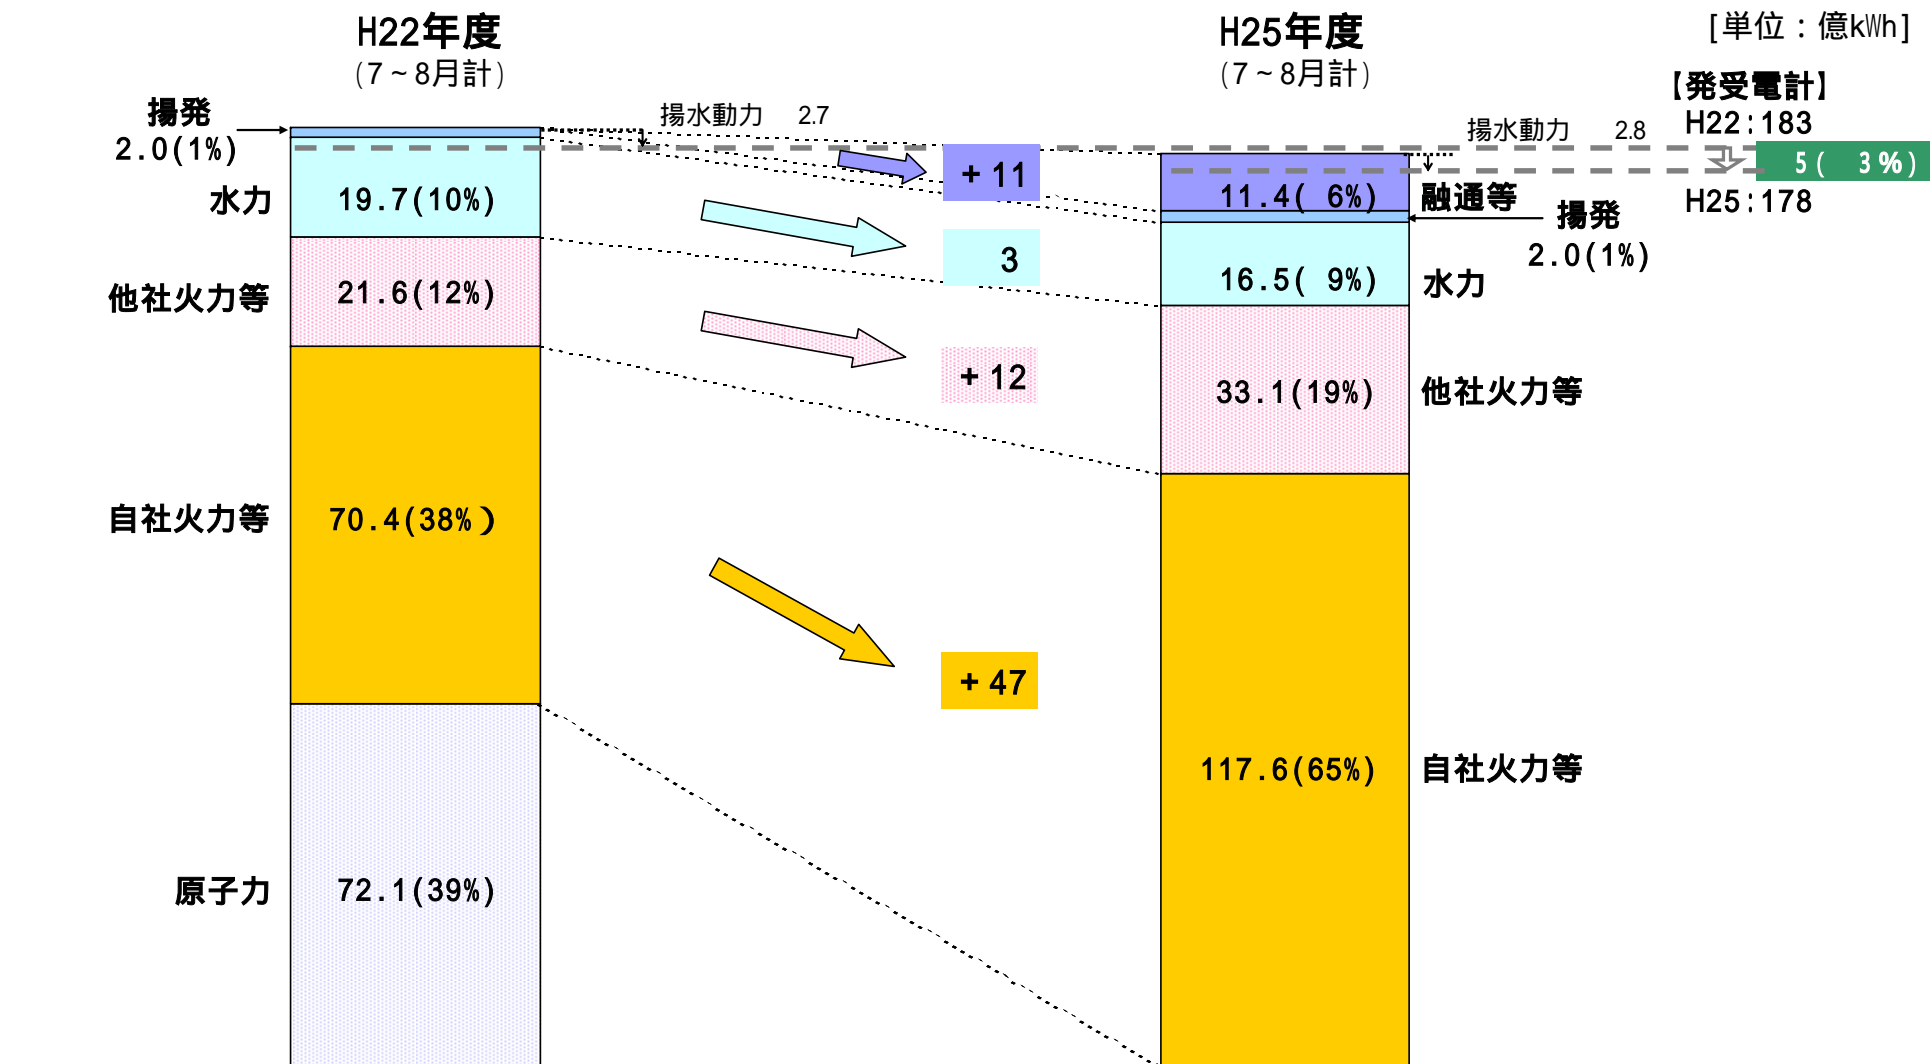 H22年度
(7~8月計)
H25年度
(7~8月計)
[単位:億kWh]
【発受電計】
H22:183
5( 3%)
H25:178
揚発
2.0(1%)
揚水動力 2.7
揚水動力 2.8
水力
19.7(10%)
他社火力等
21.6(12%)
自社火力等
70.4(38%)
原子力
72.1(39%)
+11
3
+12
+47
11.4( 6%)
融通等
揚発
2.0(1%)
16.5( 9%)
水力
33.1(19%)
他社火力等
117.6(65%)
自社火力等